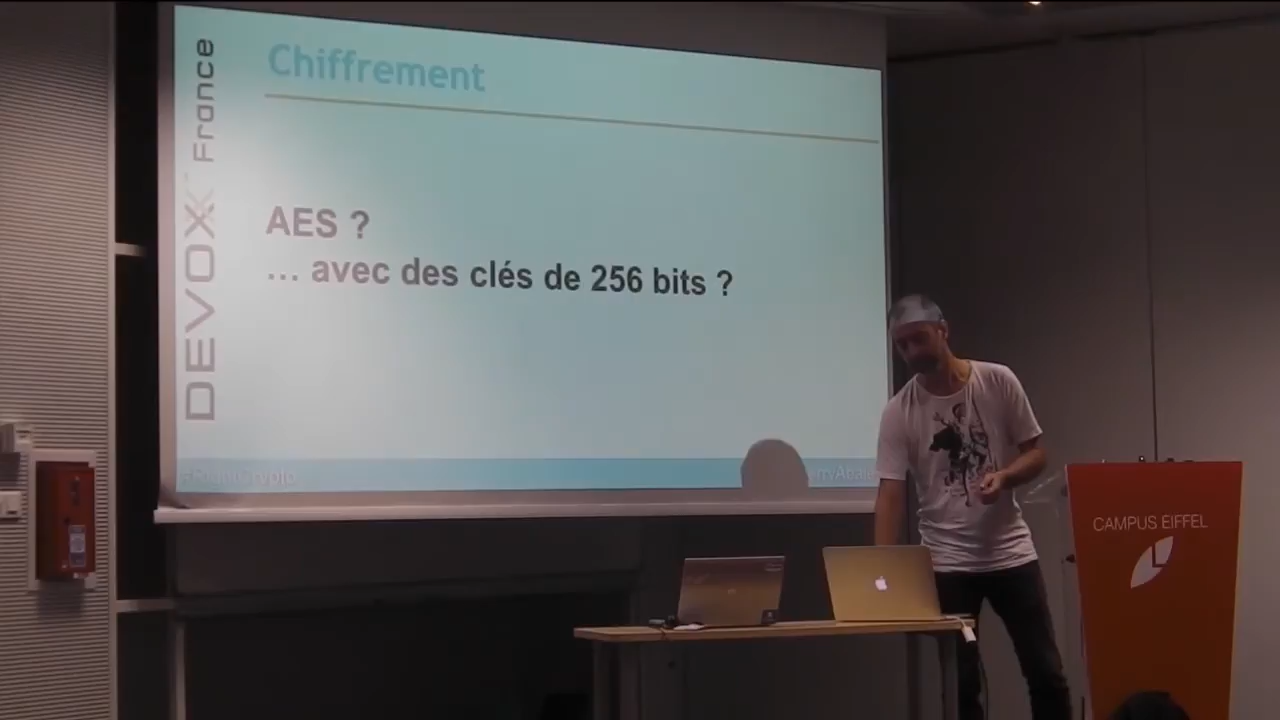 DEVOXX France
Chiffrement
AES ?
... avec des clés de 256 bits ?
CAMPUS EIFFEL